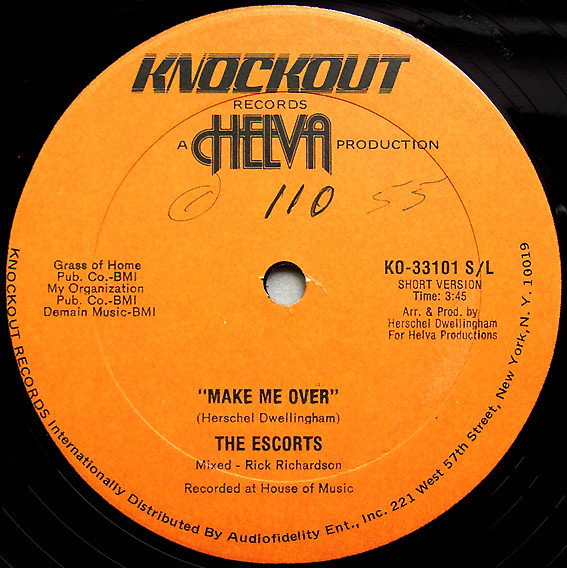 KNOCKOUT
RECORDS
A HELVA PRODUCTION
© 110 55
Grass of Home
Pub. Co.-BMI
My Organization
Pub. Co.-BMI
Demain Music-BMI
KO-33101 S/L
SHORT VERSION
Time: 3:45
Arr. & Prod. by
Herschel Dwellingham
For Helva Productions
"MAKE ME OVER"
(Herschel Dwellingham)
THE ESCORTS
Mixed - Rick Richardson
Recorded at House of Music
KNOCKOUT RECORDS Internationally Distributed By Audiofidelity Ent., Inc. 221 West 57th Street, New York, N. Y. 10019